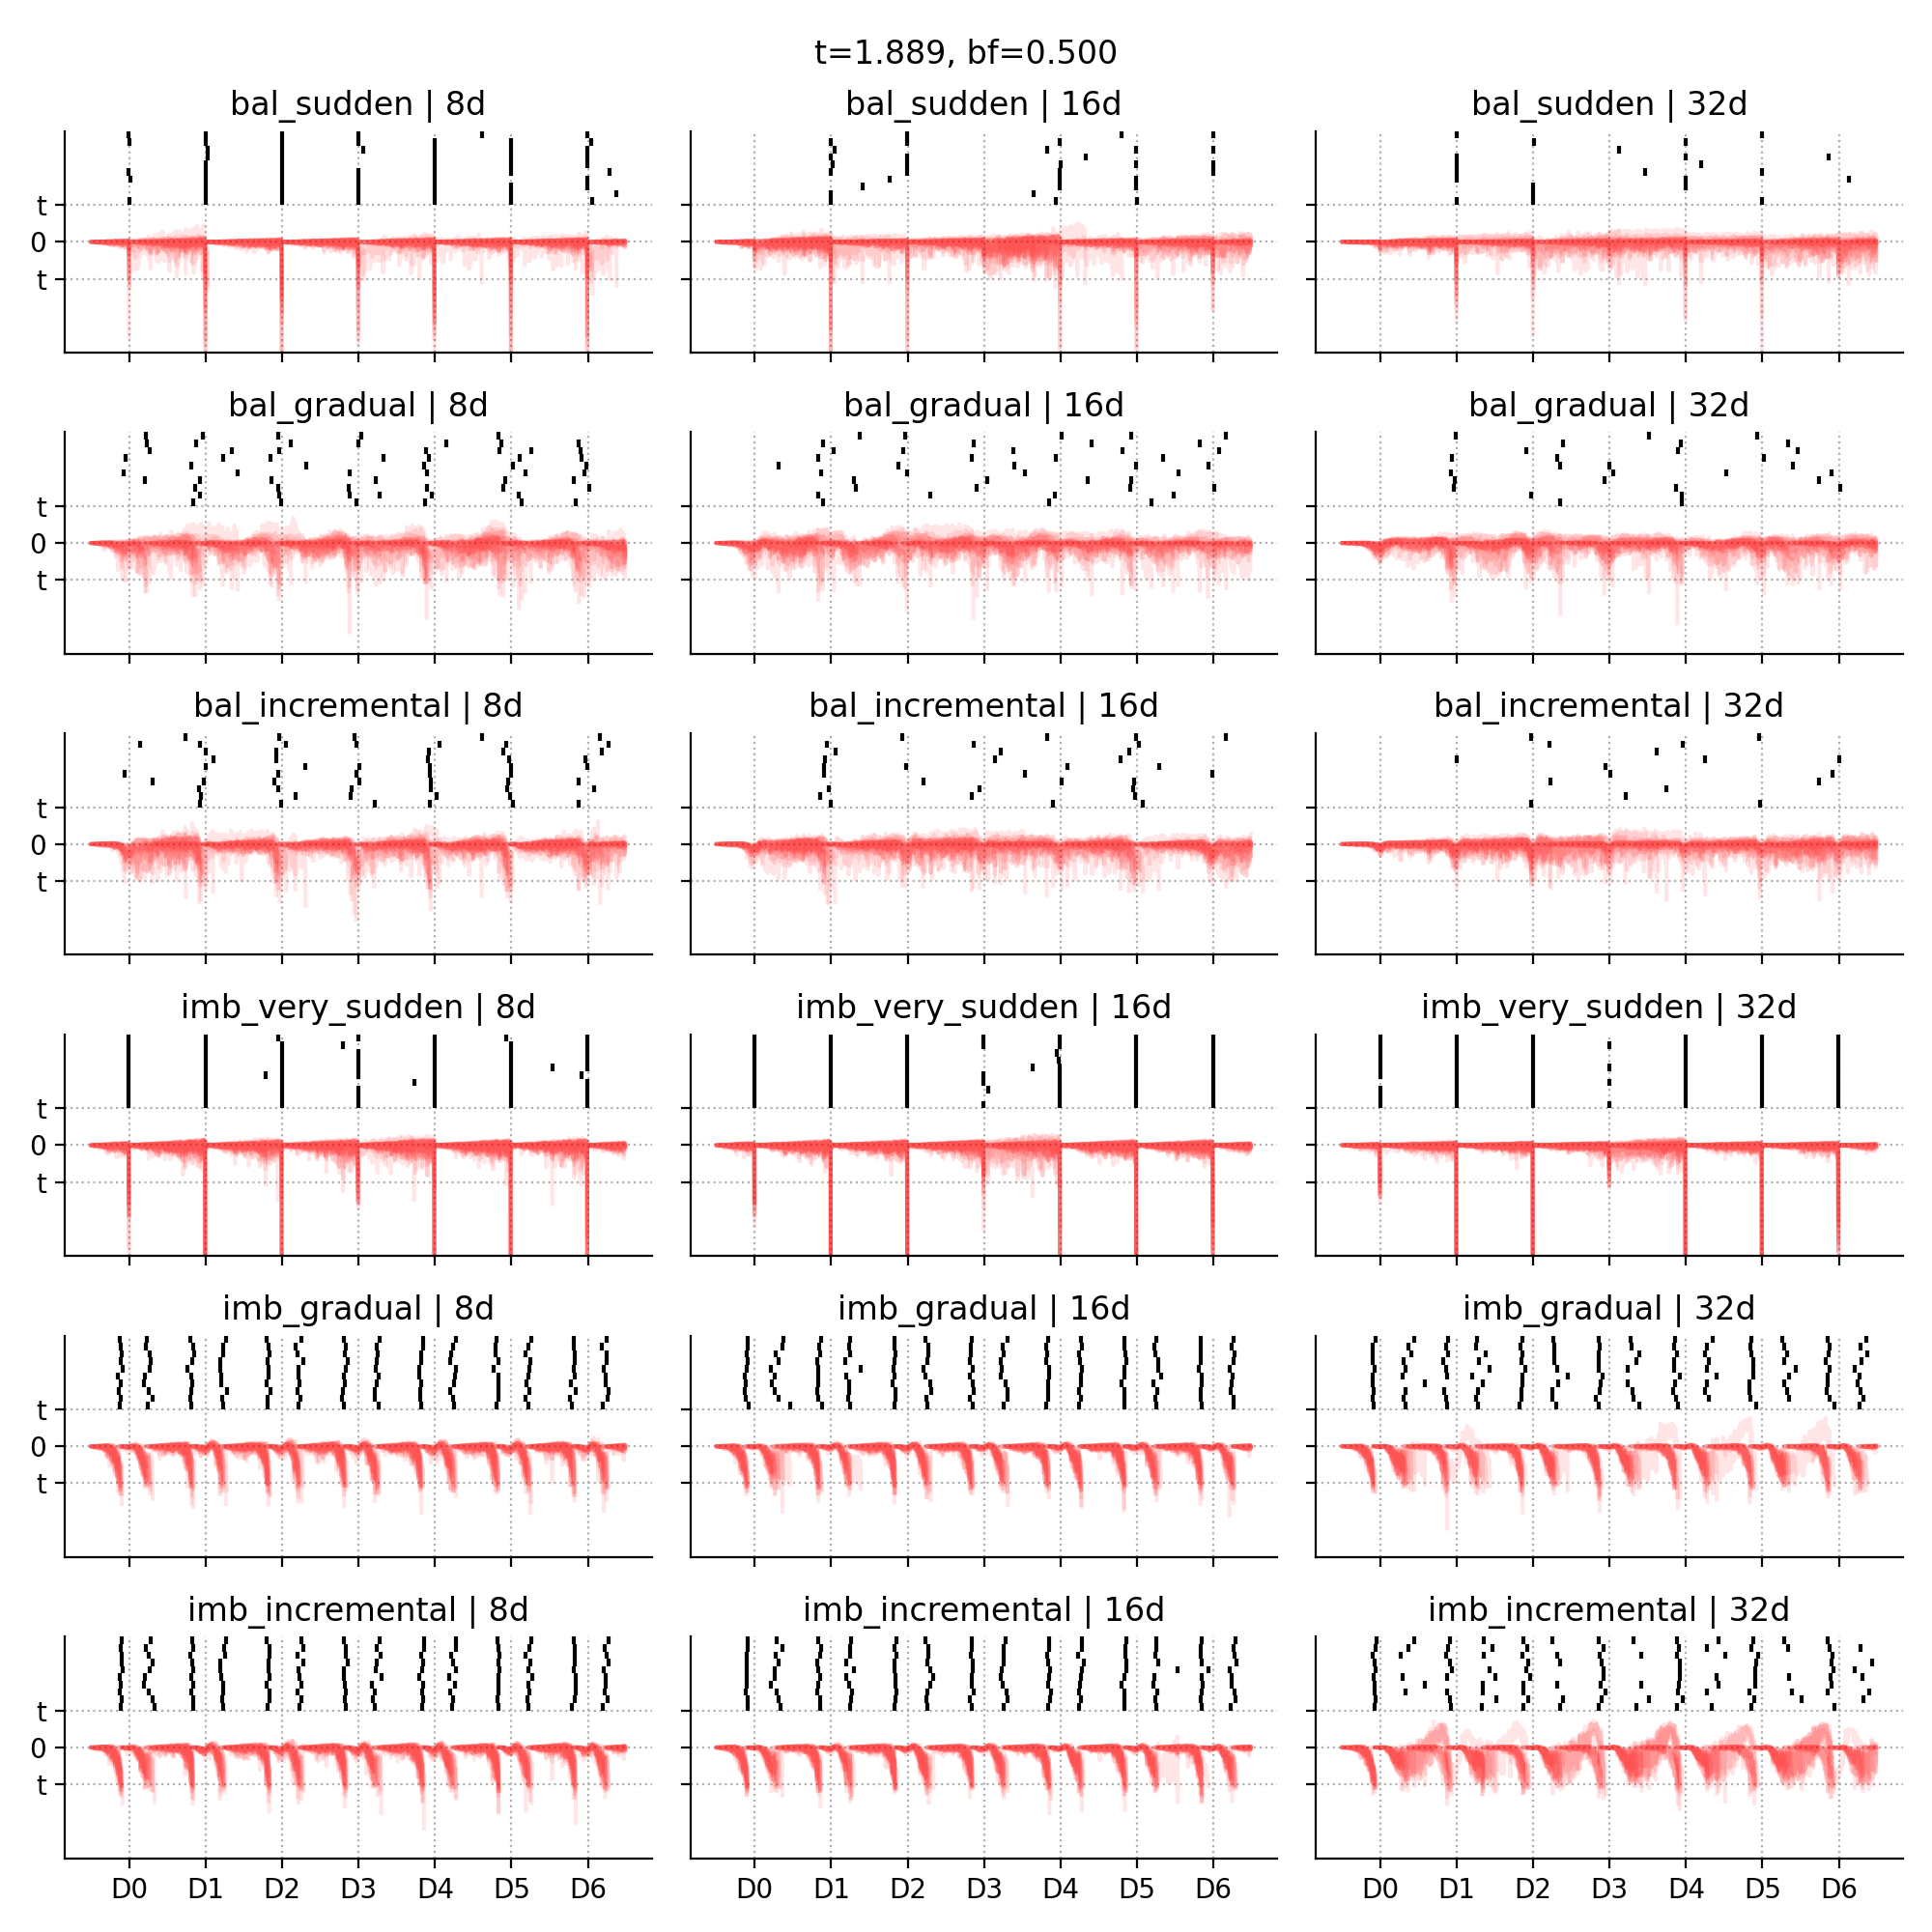 t=1.889, bf=0.500
bal_sudden | 8d
bal_sudden | 16d
bal_sudden | 32d
t
0
t
bal_gradual | 8d
bal_gradual | 16d
bal_gradual | 32d
t
0
t
bal_incremental | 8d
bal_incremental | 16d
bal_incremental | 32d
t
0
t
imb_very_sudden | 8d
imb_very_sudden | 16d
imb_very_sudden | 32d
t
0
t
imb_gradual | 8d
imb_gradual | 16d
imb_gradual | 32d
t
0
t
imb_incremental | 8d
imb_incremental | 16d
imb_incremental | 32d
t
0
t
D0 D1 D2 D3 D4 D5 D6
D0 D1 D2 D3 D4 D5 D6
D0 D1 D2 D3 D4 D5 D6